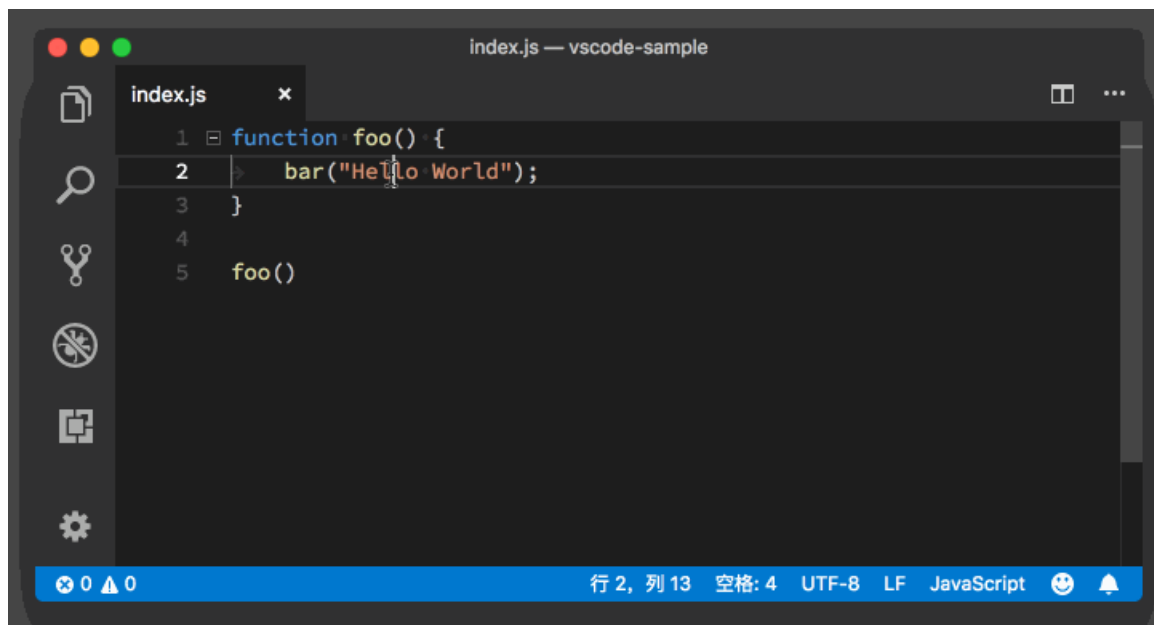 index.js — vscode-sample
index.js ×
1 function foo() {
2 bar("Hello World");
3 }
4
5 foo()
0 0 行 2，列 13 空格: 4 UTF-8 LF JavaScript